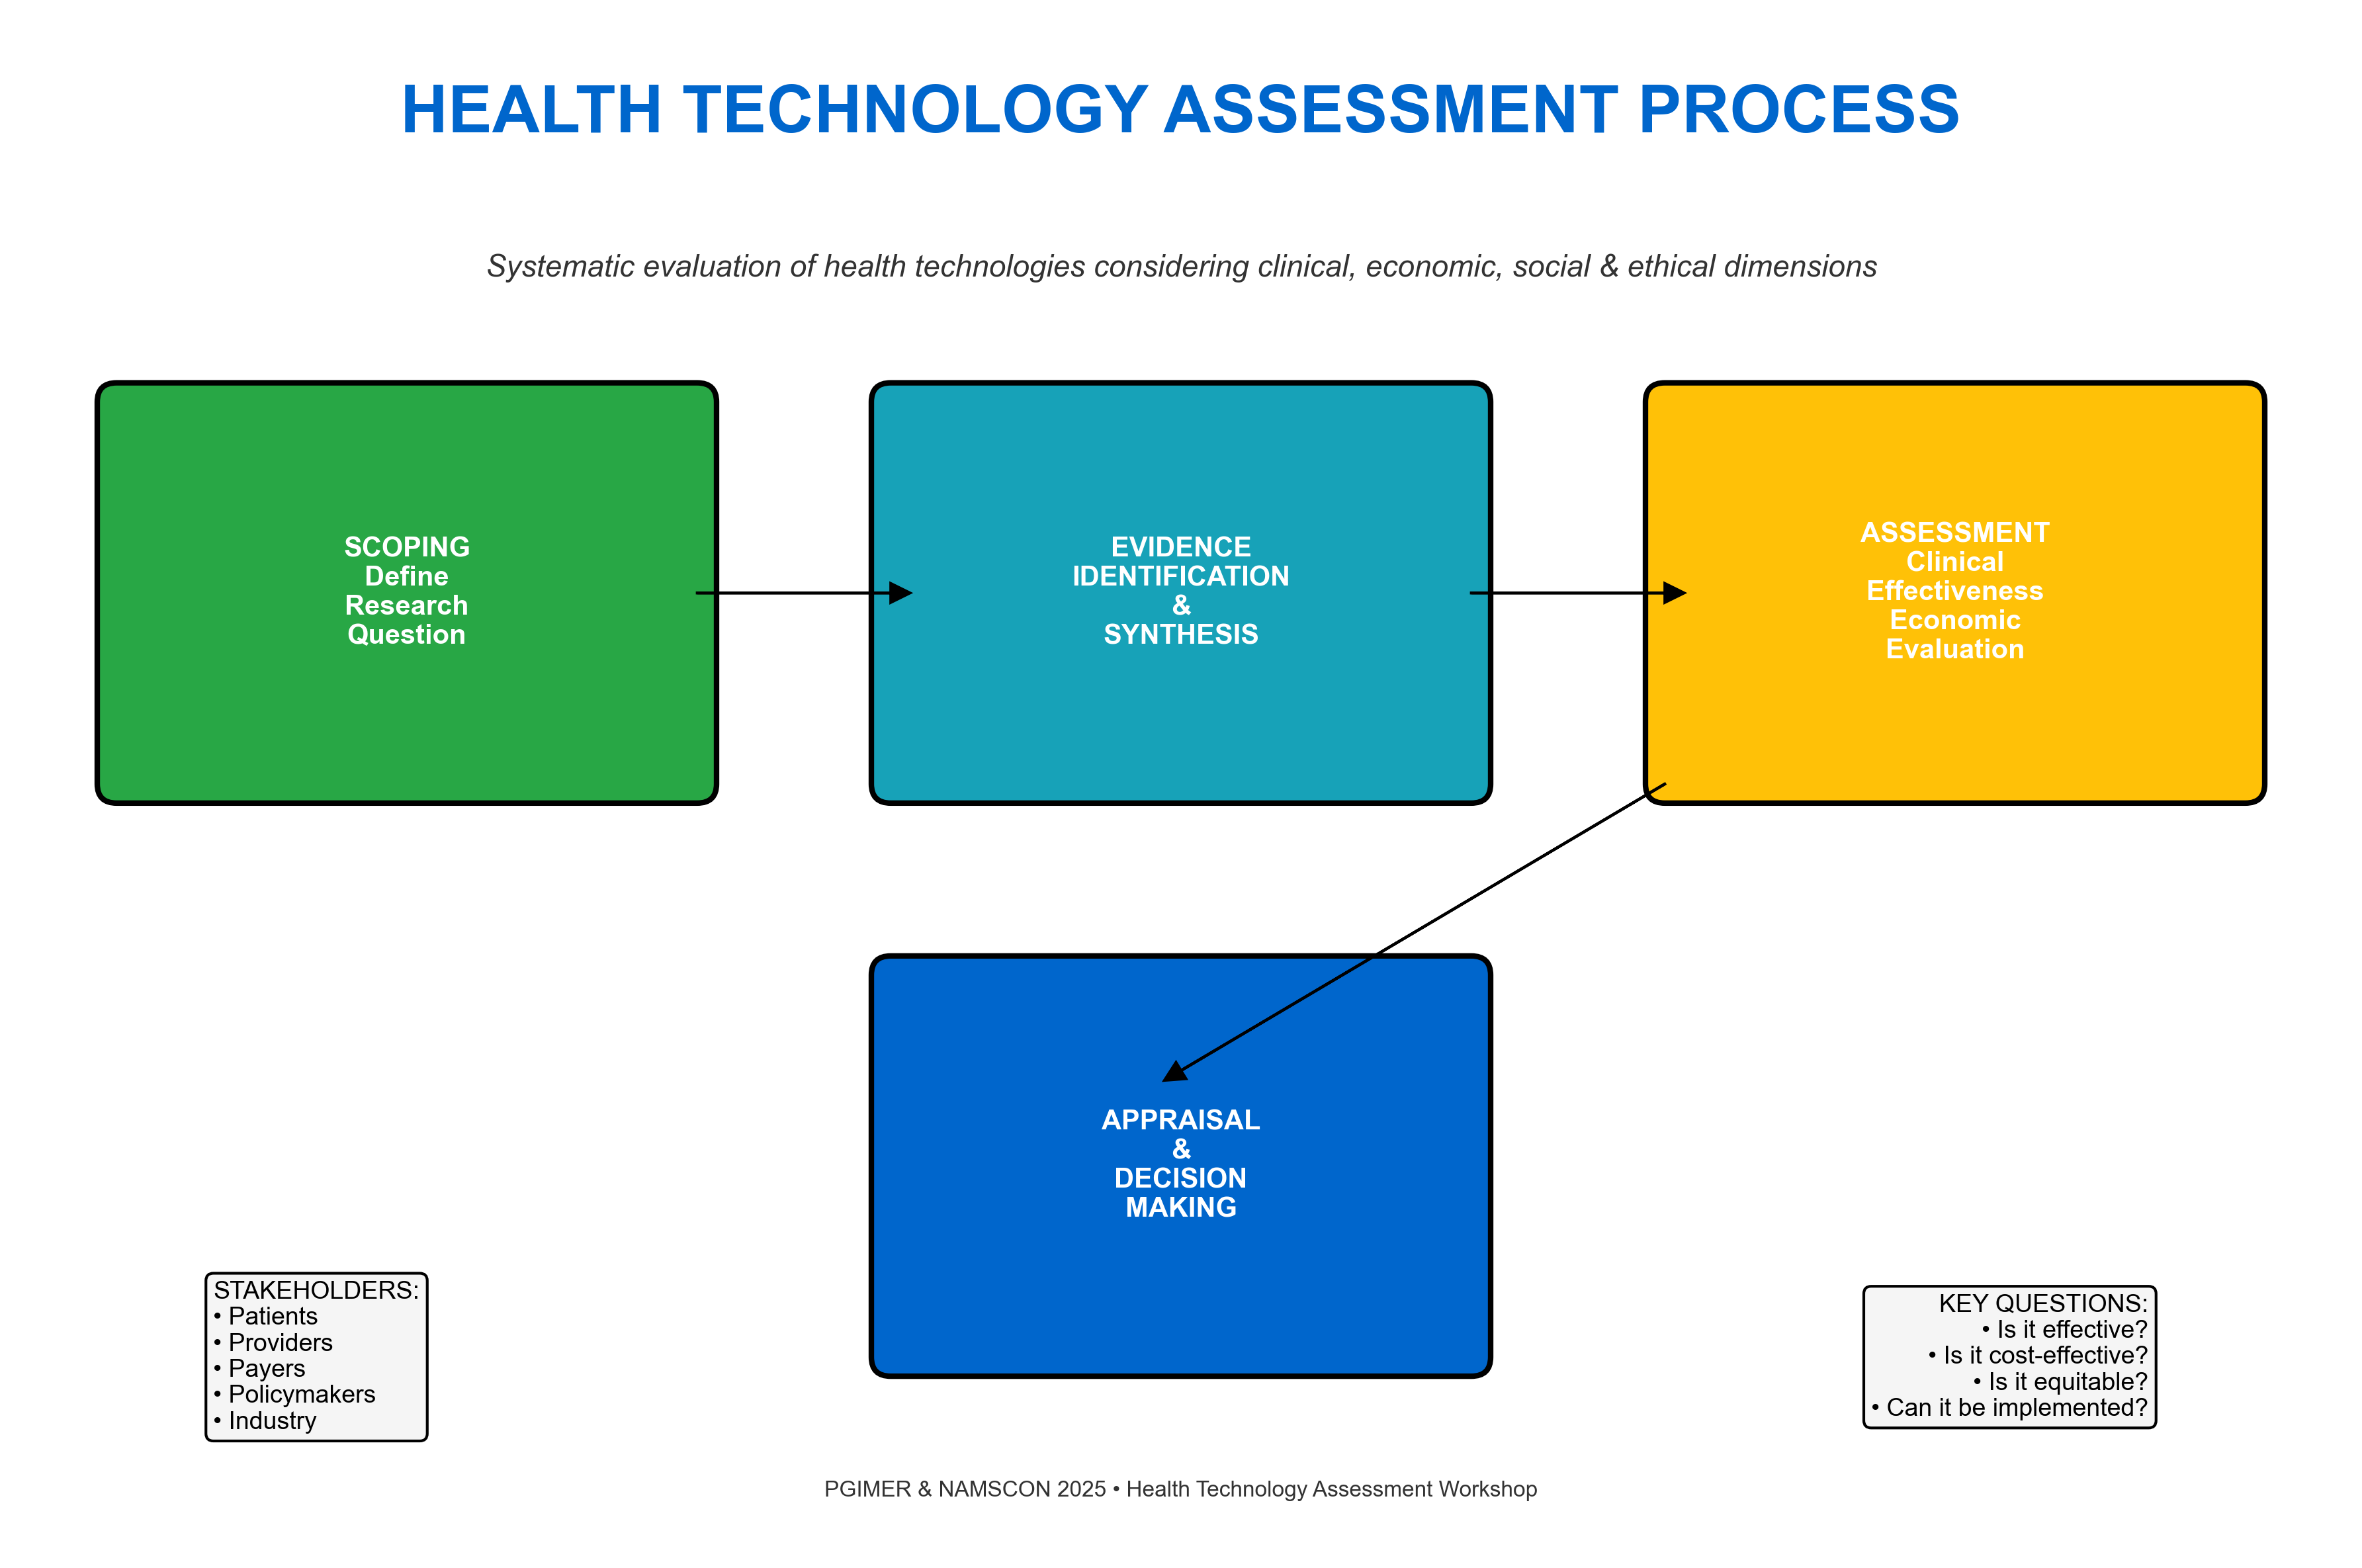 HEALTH TECHNOLOGY ASSESSMENT PROCESS
Systematic evaluation of health technologies considering clinical, economic, social & ethical dimensions
SCOPING
Define
Research
Question
EVIDENCE
IDENTIFICATION
&
SYNTHESIS
ASSESSMENT
Clinical
Effectiveness
Economic
Evaluation
APPRAISAL
&
DECISION
MAKING
STAKEHOLDERS:
• Patients
• Providers
• Payers
• Policymakers
• Industry
KEY QUESTIONS:
• Is it effective?
• Is it cost-effective?
• Is it equitable?
• Can it be implemented?
PGIMER & NAMSCON 2025 • Health Technology Assessment Workshop